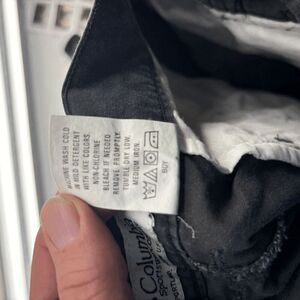 MACHINE WASH COLD
IN MILD DETERGENT
WITH LIKE COLORS.
NON-CHLORINE
BLEACH IF NEEDED.
REMOVE PROMPTLY.
TUMBLE DRY LOW.
MEDIUM IRON.
Columbia
Sportswear